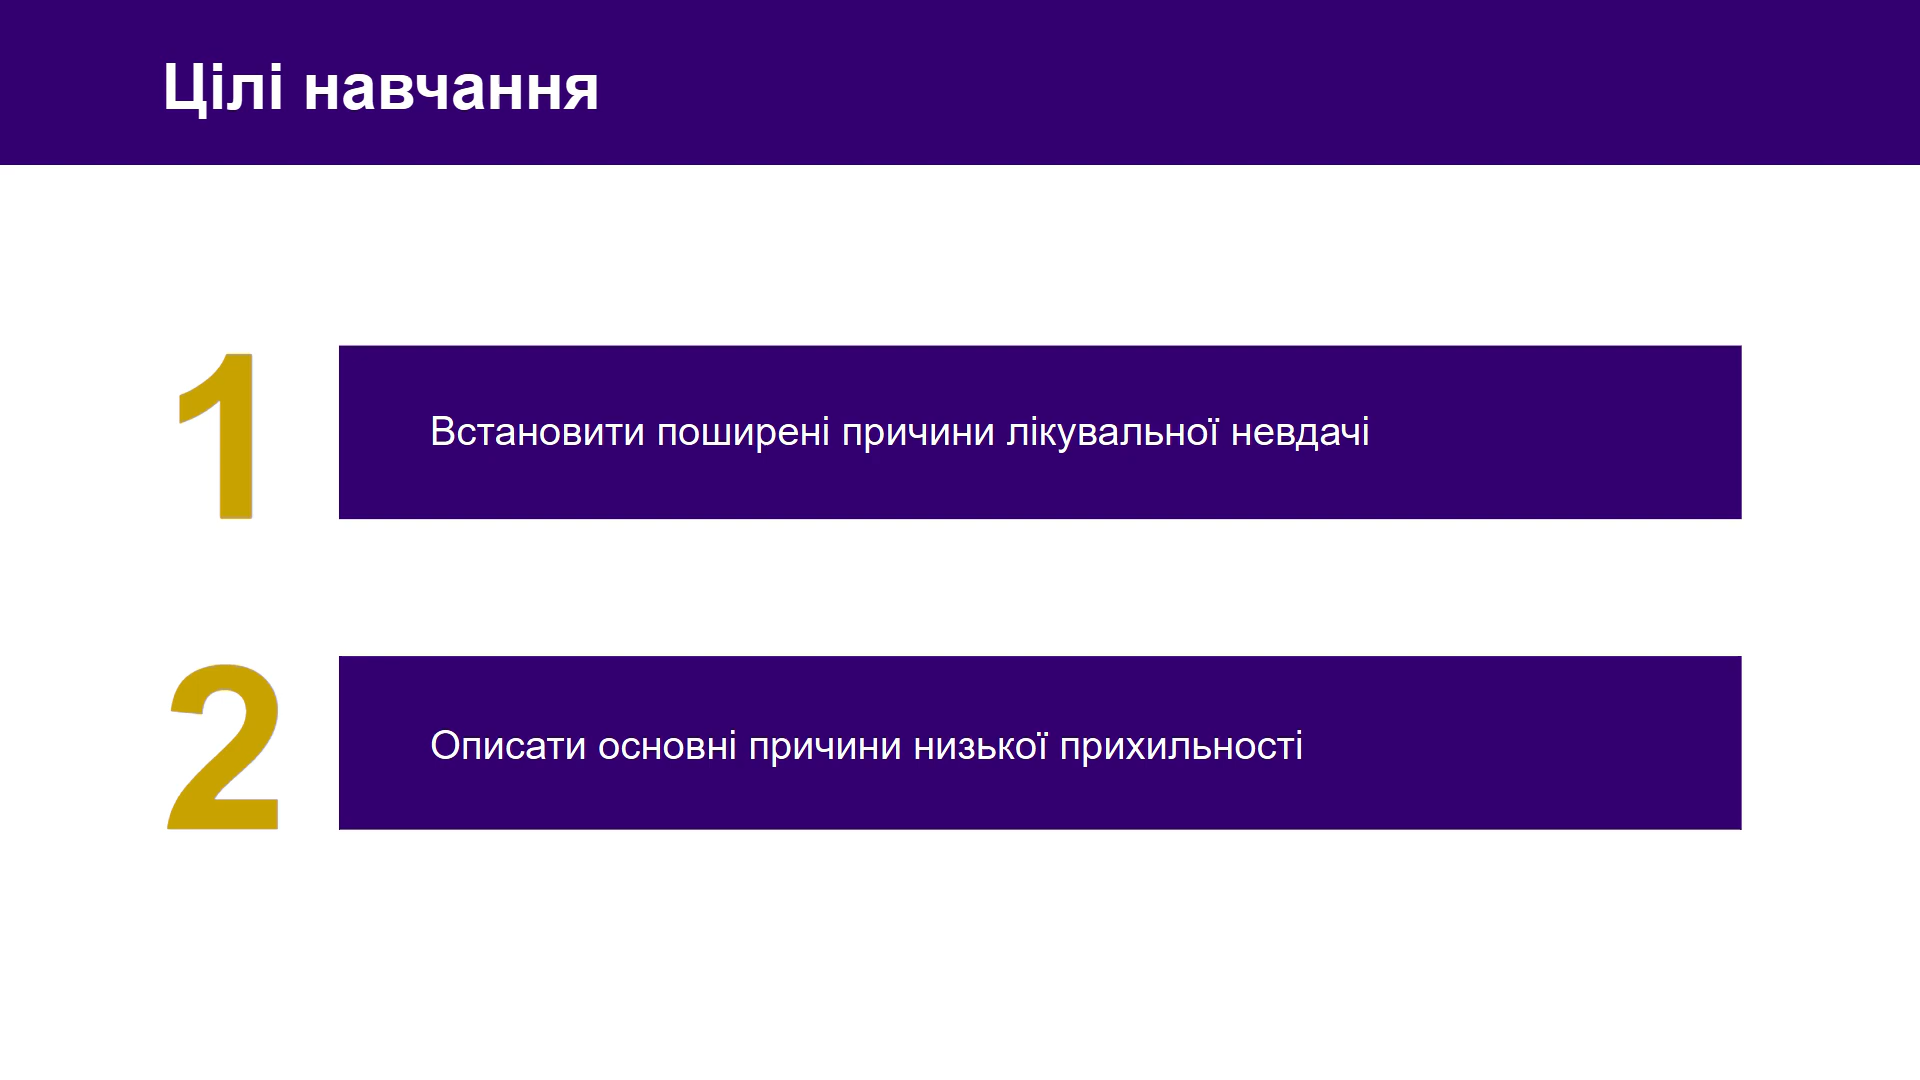 Цілі навчання
1
Встановити поширені причини лікувальної невдачі
2
Описати основні причини низької прихильності